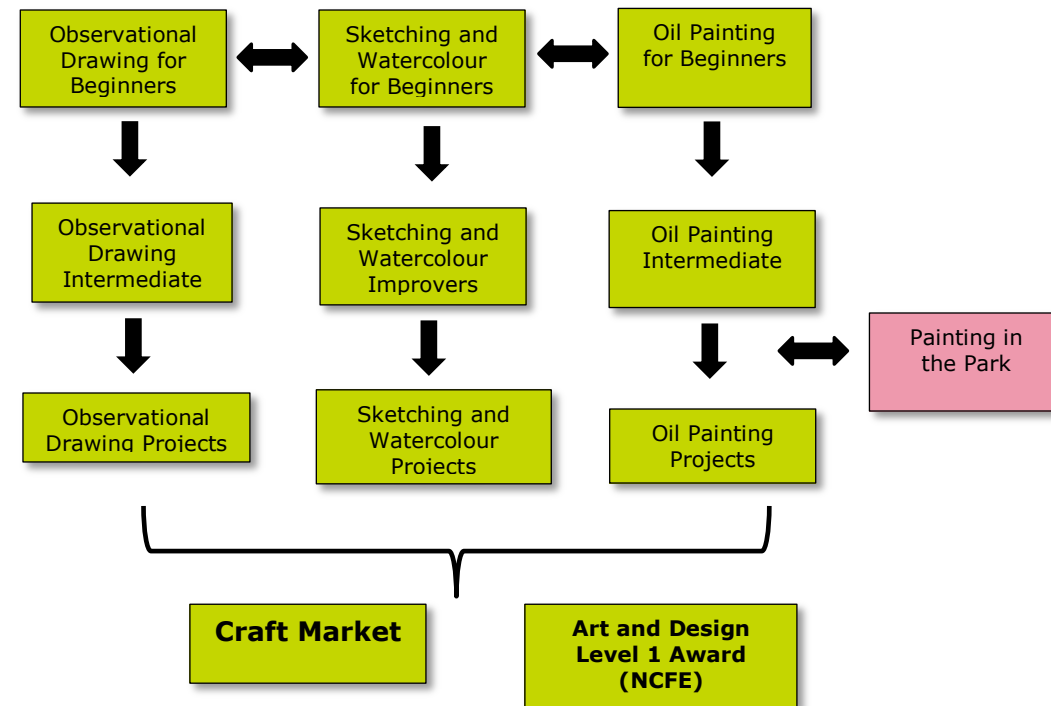 Observational
Drawing for
Beginners
Sketching and
Watercolour
for Beginners
Oil Painting
for Beginners
Observational
Drawing
Intermediate
Sketching and
Watercolour
Improvers
Oil Painting
Intermediate
Painting in
the Park
Observational
Drawing Projects
Sketching and
Watercolour
Projects
Oil Painting
Projects
Craft Market
Art and Design
Level 1 Award
(NCFE)